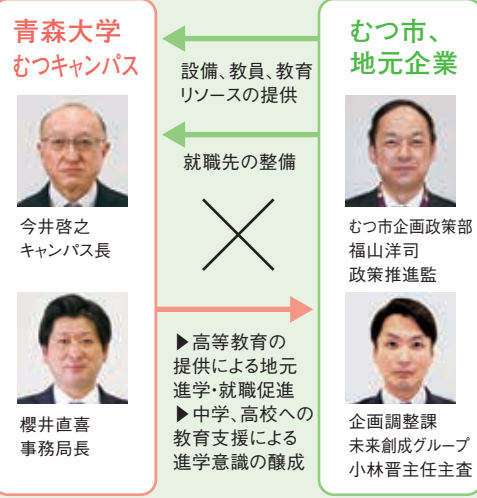 青森大学
むつキャンパス
今井啓之
キャンパス長
櫻井直喜
事務局長
設備、教員、教育
リソースの提供
就職先の整備
▶高等教育の
提供による地元
進学・就職促進
▶中学、高校への
教育支援による
進学意識の醸成
むつ市、
地元企業
むつ市企画政策部
福山洋司
政策推進監
企画調整課
未来創成グループ
小林晋主任主査